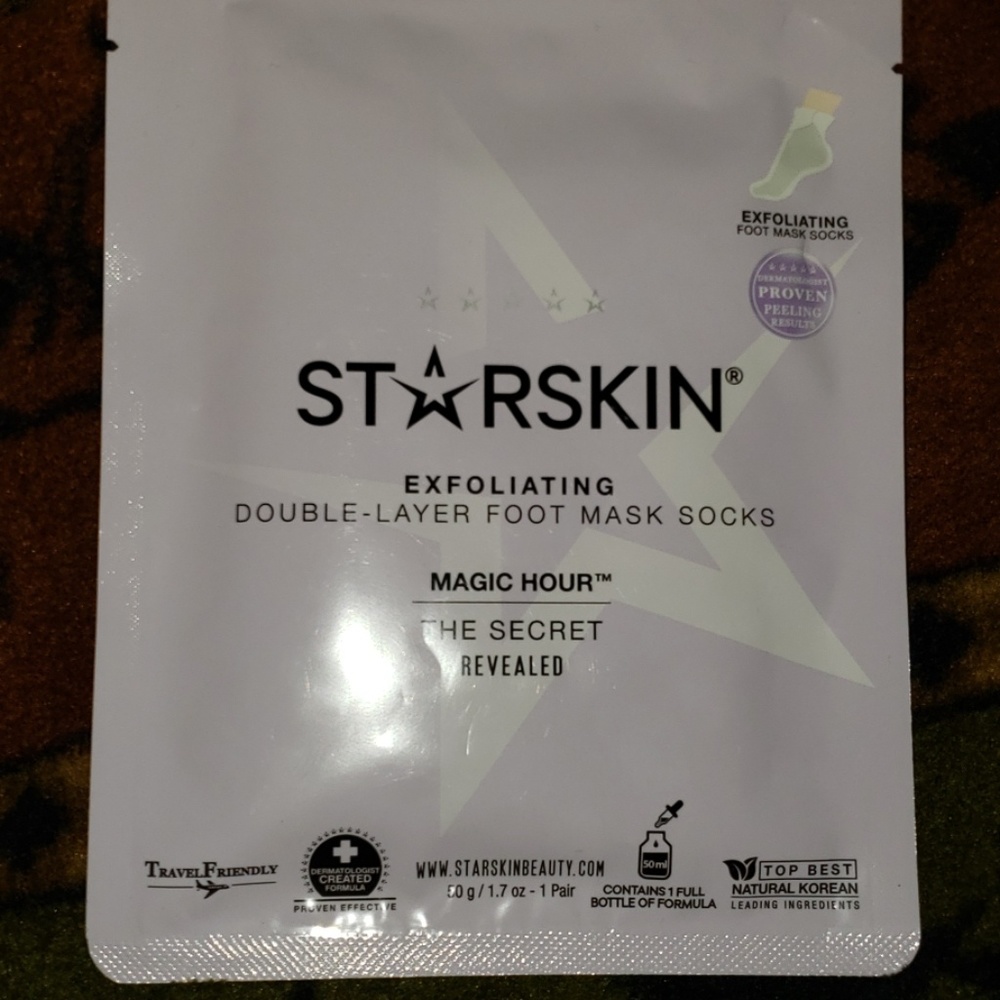 EXFOLIATING
FOOT MASK SOCKS
DERMATOLOGIST
PROVEN
PEELING
RESULTS
STARSKIN®
EXFOLIATING
DOUBLE-LAYER FOOT MASK SOCKS
MAGIC HOUR™
THE SECRET
REVEALED
TRAVELFRIENDLY
DERMATOLOGIST
CREATED
FORMULA
PROVEN EFFECTIVE
WWW.STARSKINBEAUTY.COM
50 g / 1.7 oz - 1 Pair
50 ml
CONTAINS 1 FULL
BOTTLE OF FORMULA
TOP BEST
NATURAL KOREAN
LEADING INGREDIENTS